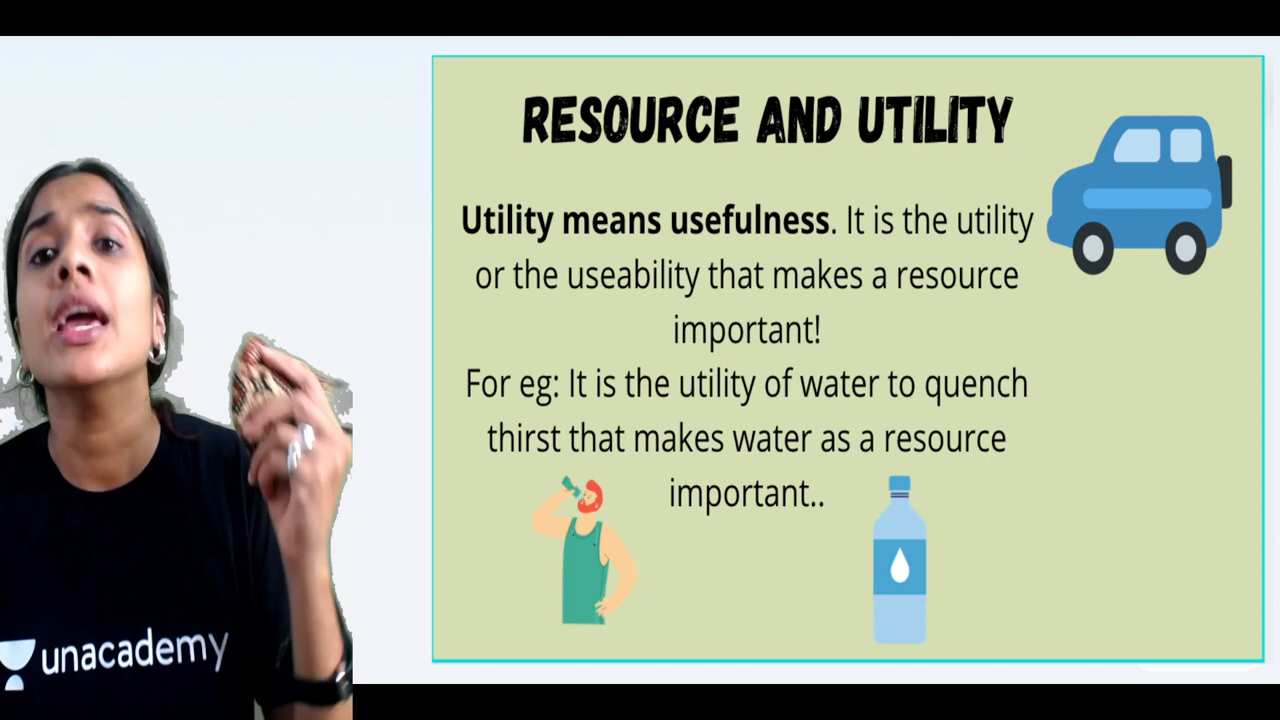 RESOURCE AND UTILITY
Utility means usefulness. It is the utility
or the useability that makes a resource
important!
For eg: It is the utility of water to quench
thirst that makes water as a resource
important..
unacademy